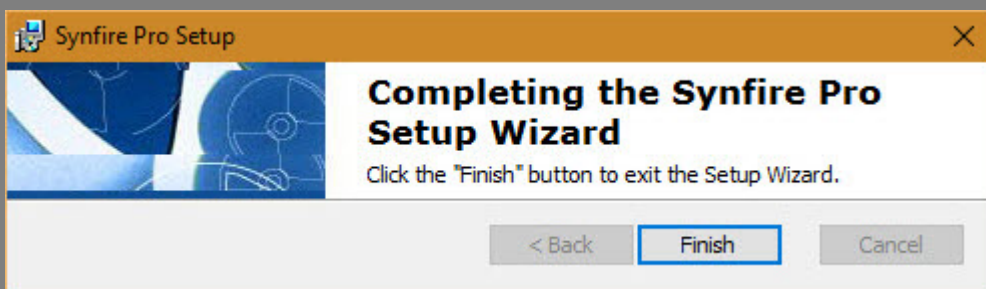 Synfire Pro Setup
Completing the Synfire Pro
Setup Wizard
Click the "Finish" button to exit the Setup Wizard.
< Back Finish Cancel